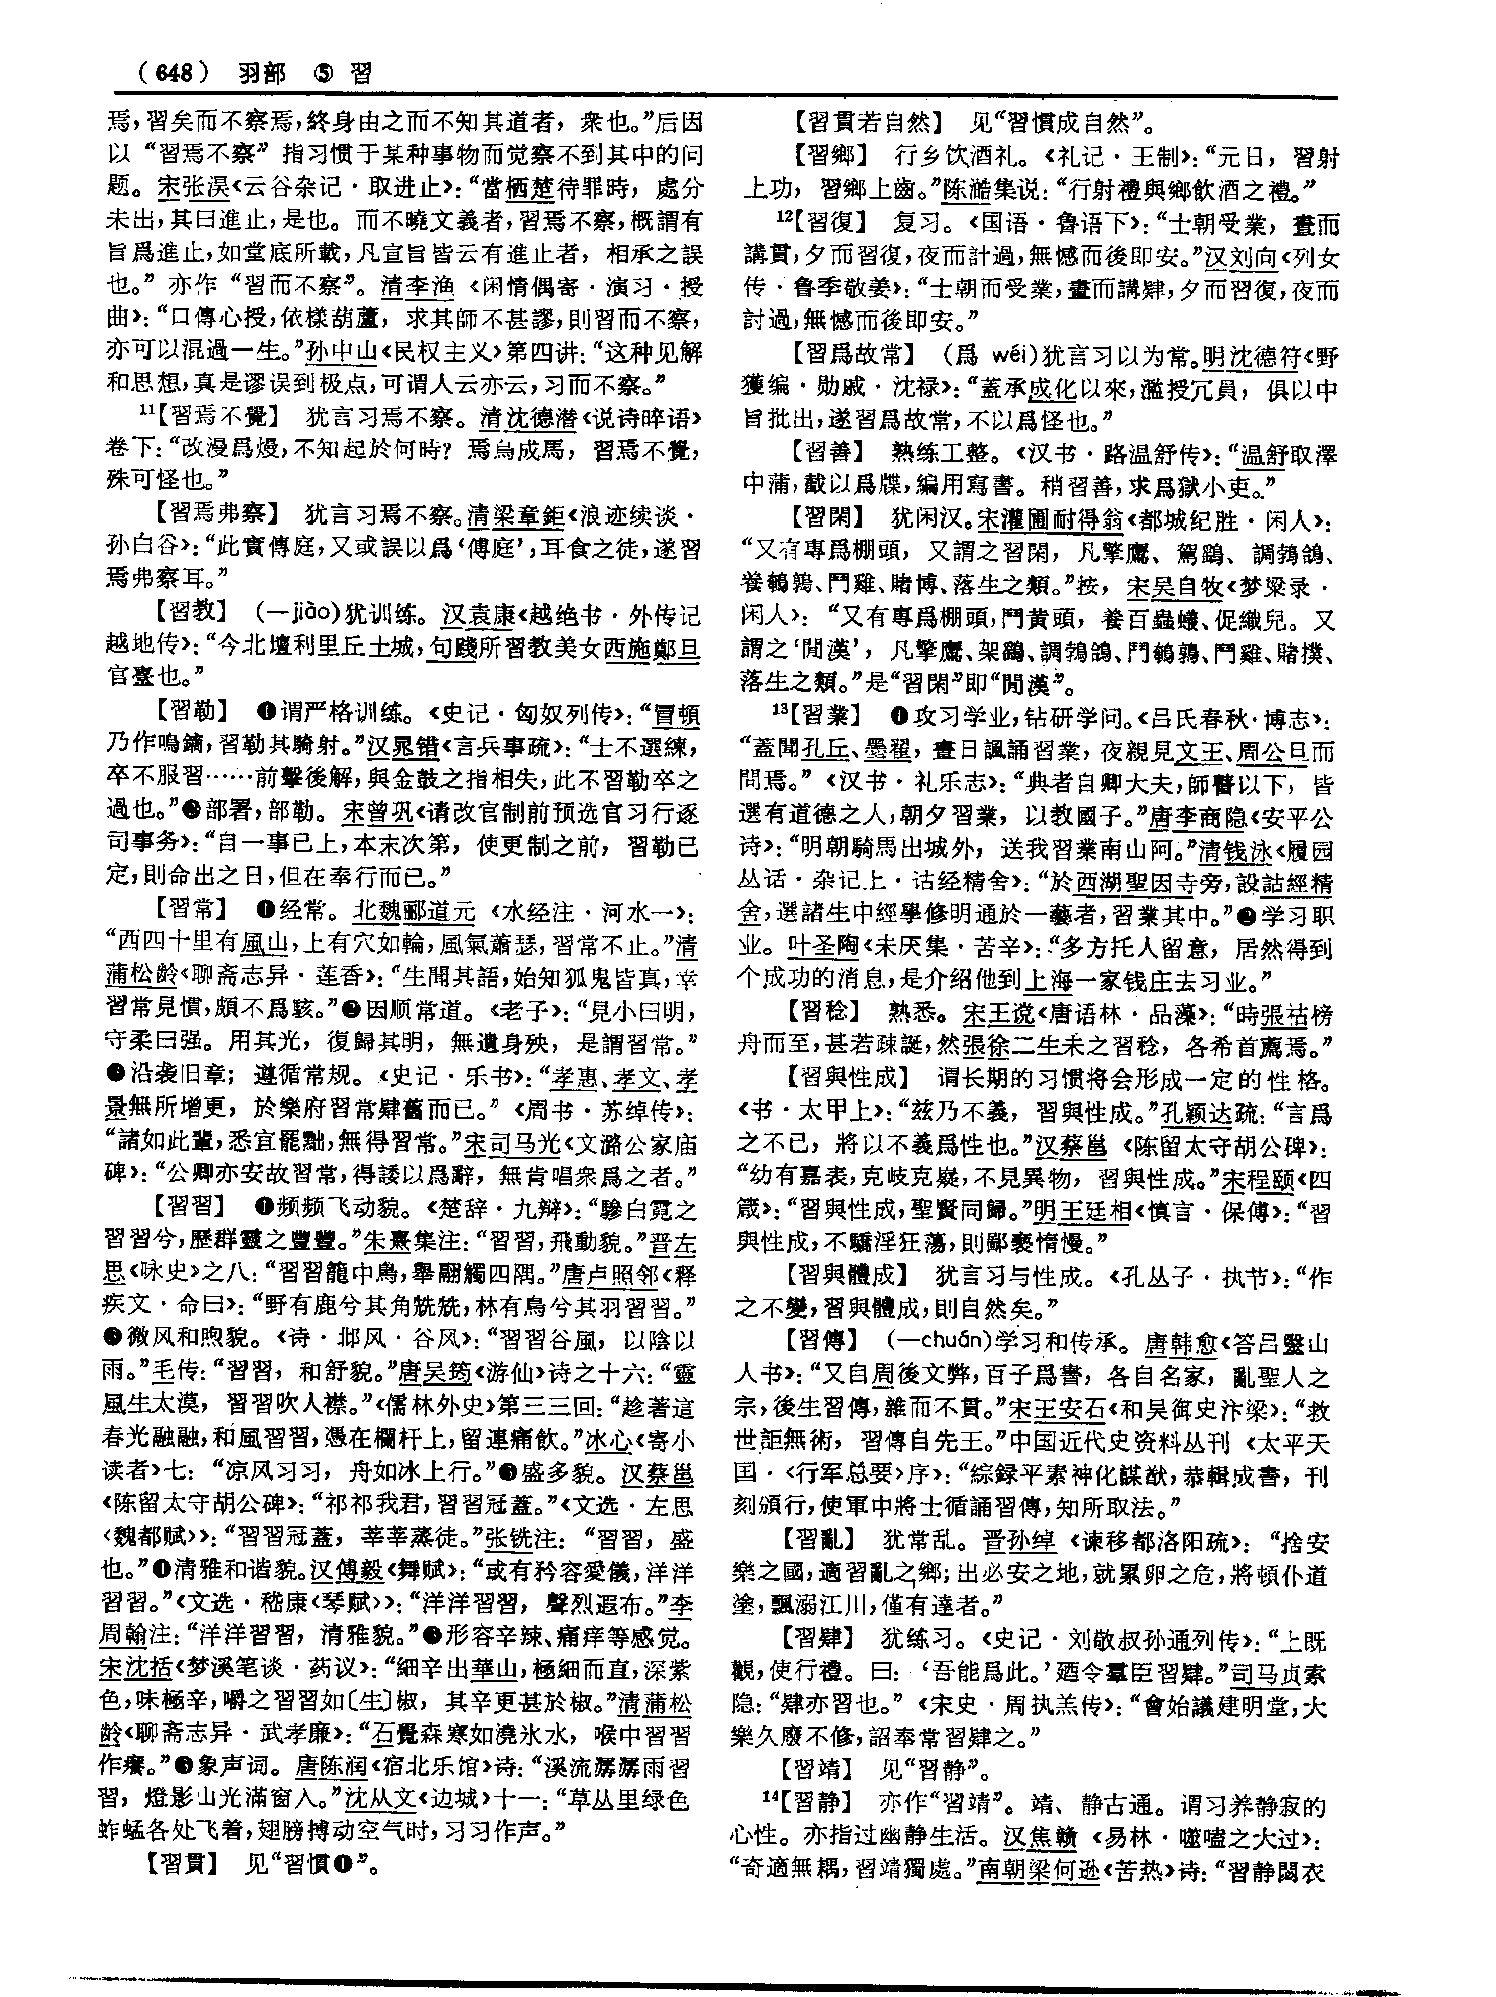 （648） 羽部 ⑤ 習
焉，習矣而不察焉，終身由之而不知其道者，衆也。”后因
以“習焉不察”指习惯于某种事物而觉察不到其中的问
题。宋张淏《云谷杂记·取进止》：“當栖楚待罪時，處分
未出，其曰進止，是也。而不曉文義者，習焉不察，概謂有
旨爲進止，如堂底所載，凡宣旨皆云有進止者，相承之誤
也。”亦作“習而不察”。清李渔《闲情偶寄·演习·授
曲》：“口傳心授，依樣葫蘆，求其師不甚謬，則習而不察，
亦可以混過一生。”孙中山《民权主义》第四讲：“这种见解
和思想，真是谬误到极点，可谓人云亦云，习而不察。”
11【習焉不覺】 犹言习焉不察。清沈德潜《说诗晬语》
卷下：“改漫爲熳，不知起於何時？焉烏成馬，習焉不覺，
殊可怪也。”
【習焉弗察】 犹言习焉不察。清梁章鉅《浪迹续谈·
孙白谷》：“此實傳庭，又或誤以爲‘傅庭’，耳食之徒，遂習
焉弗察耳。”
【習教】 （—jiào）犹训练。汉袁康《越绝书·外传记
越地传》：“今北壇利里丘土城，句踐所習教美女西施鄭旦
官臺也。”
【習勒】 ❶谓严格训练。《史记·匈奴列传》：“冒頓
乃作鳴鏑，習勒其騎射。”汉晁错《言兵事疏》：“士不選練，
卒不服習……前擊後解，與金鼓之指相失，此不習勒卒之
過也。”❷部署，部勒。宋曾巩《请改官制前预选官习行逐
司事务》：“自一事已上，本末次第，使更制之前，習勒已
定，則命出之日，但在奉行而已。”
【習常】 ❶经常。北魏郦道元《水经注·河水一》：
“西四十里有風山，上有穴如輪，風氣蕭瑟，習常不止。”清
蒲松龄《聊斋志异·莲香》：“生聞其語，始知狐鬼皆真，幸
習常見慣，頗不爲駭。”❷因顺常道。《老子》：“見小曰明，
守柔曰强。用其光，復歸其明，無遺身殃，是謂習常。”
❸沿袭旧章；遵循常规。《史记·乐书》：“孝惠、孝文、孝
景無所增更，於樂府習常肄舊而已。”《周书·苏绰传》：
“諸如此輩，悉宜罷黜，無得習常。”宋司马光《文潞公家庙
碑》：“公卿亦安故習常，得諉以爲辭，無肯唱衆爲之者。”
【習習】 ❶频频飞动貌。《楚辞·九辩》：“驂白霓之
習習兮，歷群靈之豐豐。”朱熹集注：“習習，飛動貌。”晋左
思《咏史》之八：“習習籠中鳥，舉翮觸四隅。”唐卢照邻《释
疾文·命曰》：“野有鹿兮其角兟兟，林有鳥兮其羽習習。”
❷微风和煦貌。《诗·邶风·谷风》：“習習谷風，以陰以
雨。”毛传：“習習，和舒貌。”唐吴筠《游仙》诗之十六：“靈
風生太漠，習習吹人襟。”《儒林外史》第三三回：“趁著這
春光融融，和風習習，憑在欄杆上，留連痛飲。”冰心《寄小
读者》七：“凉风习习，舟如冰上行。”❸盛多貌。汉蔡邕
《陈留太守胡公碑》：“祁祁我君，習習冠蓋。”《文选·左思
〈魏都赋〉》：“習習冠蓋，莘莘蒸徒。”张铣注：“習習，盛
也。”❹清雅和谐貌。汉傅毅《舞赋》：“或有矜容愛儀，洋洋
習習。”《文选·嵇康〈琴赋〉》：“洋洋習習，聲烈遐布。”李
周翰注：“洋洋習習，清雅貌。”❺形容辛辣、痛痒等感觉。
宋沈括《梦溪笔谈·药议》：“細辛出華山，極細而直，深紫
色，味極辛，嚼之習習如〔生〕椒，其辛更甚於椒。”清蒲松
龄《聊斋志异·武孝廉》：“石覺森寒如澆氷水，喉中習習
作癢。”❻象声词。唐陈润《宿北乐馆》诗：“溪流潺潺雨習
習，燈影山光滿窗入。”沈从文《边城》十一：“草丛里绿色
蚱蜢各处飞着，翅膀搏动空气时，习习作声。”
【習貫】 见“習慣❶”。
【習貫若自然】 见“習慣成自然”。
【習鄉】 行乡饮酒礼。《礼记·王制》：“元日，習射
上功，習鄉上齒。”陈澔集说：“行射禮與鄉飲酒之禮。”
12【習復】 复习。《国语·鲁语下》：“士朝受業，晝而
講貫，夕而習復，夜而計過，無憾而後即安。”汉刘向《列女
传·鲁季敬姜》：“士朝而受業，晝而講肄，夕而習復，夜而
討過，無憾而後即安。”
【習爲故常】 （爲 wéi）犹言习以为常。明沈德符《野
獲编·勋戚·沈禄》：“蓋承成化以來，濫授冗員，俱以中
旨批出，遂習爲故常，不以爲怪也。”
【習善】 熟练工整。《汉书·路温舒传》：“温舒取澤
中蒲，截以爲牒，編用寫書。稍習善，求爲獄小吏。”
【習閑】 犹闲汉。宋灌圃耐得翁《都城纪胜·闲人》：
“又有專爲棚頭，又謂之習閑，凡擎鷹、駕鷂、調鵓鴿、
養鵪鶉、鬥雞、賭博、落生之類。”按，宋吴自牧《梦粱录·
闲人》：“又有專爲棚頭，鬥黄頭，養百蟲蟻、促織兒。又
謂之‘閒漢’，凡擎鷹、架鷂、調鵓鴿、鬥鵪鶉、鬥雞、賭撲、
落生之類。”是“習閑”即“閒漢”。
13【習業】 ❶攻习学业，钻研学问。《吕氏春秋·博志》：
“蓋聞孔丘、墨翟，晝日諷誦習業，夜親見文王、周公旦而
問焉。”《汉书·礼乐志》：“典者自卿大夫，師瞽以下，皆
選有道德之人，朝夕習業，以教國子。”唐李商隐《安平公
诗》：“明朝騎馬出城外，送我習業南山阿。”清钱泳《履园
丛话·杂记上·诂经精舍》：“於西湖聖因寺旁，設詁經精
舍，選諸生中經學修明通於一藝者，習業其中。”❷学习职
业。叶圣陶《未厌集·苦辛》：“多方托人留意，居然得到
个成功的消息，是介绍他到上海一家钱庄去习业。”
【習稔】 熟悉。宋王谠《唐语林·品藻》：“時張祜榜
舟而至，甚若疎誕，然張徐二生未之習稔，各希首薦焉。”
【習與性成】 谓长期的习惯将会形成一定的性格。
《书·太甲上》：“兹乃不義，習與性成。”孔颖达疏：“言爲
之不已，將以不義爲性也。”汉蔡邕《陈留太守胡公碑》：
“幼有嘉表，克岐克嶷，不見異物，習與性成。”宋程颐《四
箴》：“習與性成，聖賢同歸。”明王廷相《慎言·保傅》：“習
與性成，不驕淫狂蕩，則鄙褻惰慢。”
【習與體成】 犹言习与性成。《孔丛子·执节》：“作
之不變，習與體成，則自然矣。”
【習傳】 （—chuán）学习和传承。唐韩愈《答吕毉山
人书》：“又自周後文弊，百子爲書，各自名家，亂聖人之
宗，後生習傳，雜而不貫。”宋王安石《和吴御史汴梁》：“救
世詎無術，習傳自先王。”中国近代史资料丛刊《太平天
国·〈行军总要〉序》：“綜録平素神化謀猷，恭輯成書，刊
刻頒行，使軍中將士循誦習傳，知所取法。”
【習亂】 犹常乱。晋孙绰《谏移都洛阳疏》：“捨安
樂之國，適習亂之鄉；出必安之地，就累卵之危，將頓仆道
塗，飄溺江川，僅有達者。”
【習肄】 犹练习。《史记·刘敬叔孙通列传》：“上既
觀，使行禮。曰：‘吾能爲此。’廼令羣臣習肄。”司马贞索
隐：“肄亦習也。”《宋史·周执羔传》：“會始議建明堂，大
樂久廢不修，詔奉常習肄之。”
【習靖】 见“習静”。
14【習静】 亦作“習靖”。靖、静古通。谓习养静寂的
心性。亦指过幽静生活。汉焦赣《易林·噬嗑之大过》：
“奇適無耦，習靖獨處。”南朝梁何逊《苦热》诗：“習静閟衣